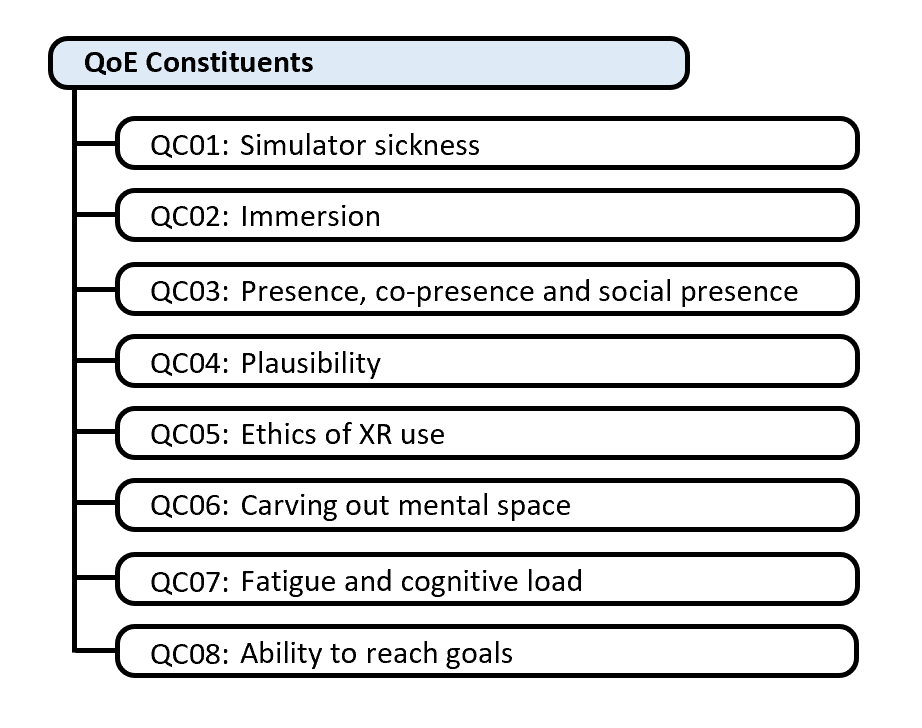 QoE Constituents
QC01: Simulator sickness
QC02: Immersion
QC03: Presence, co-presence and social presence
QC04: Plausibility
QC05: Ethics of XR use
QC06: Carving out mental space
QC07: Fatigue and cognitive load
QC08: Ability to reach goals